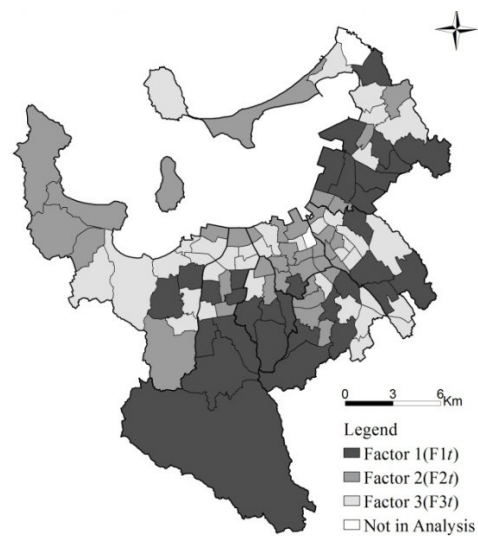 0 3 6
Km
Legend
Factor 1(F1t)
Factor 2(F2t)
Factor 3(F3t)
Not in Analysis